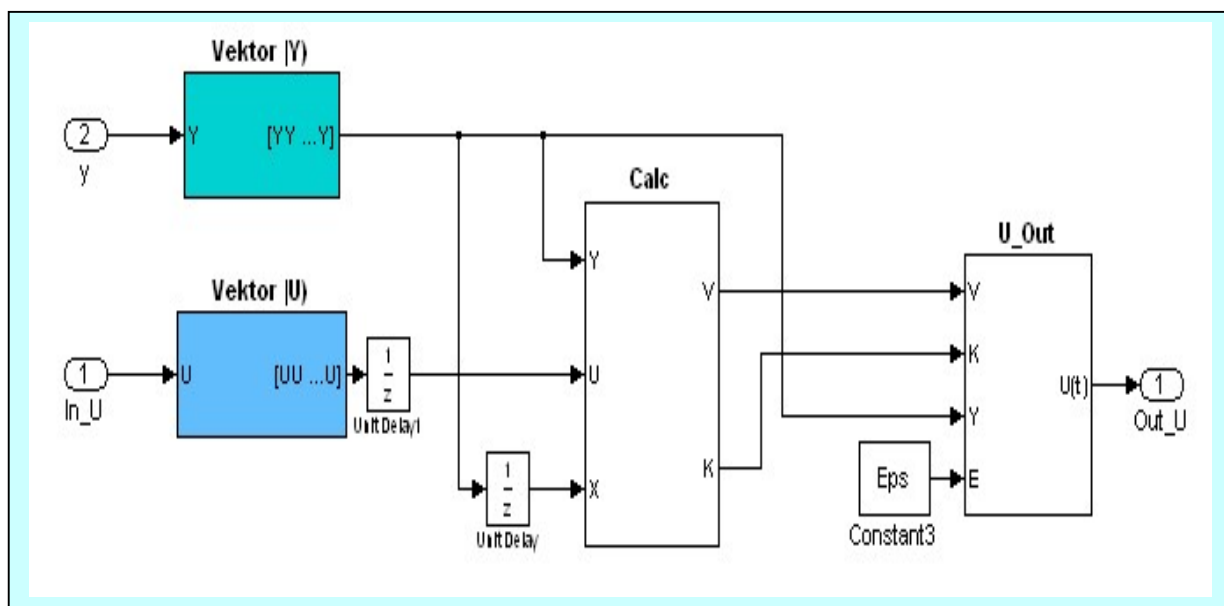 Vektor |Y)
2
Y
[YY ...Y]
y
Calc
Y
V
U_Out
V
Vektor |U)
1
U
[UU ...U]
1
z
U
K
U(t)
1
In_U
Unit Delay1
Out_U
Y
1
z
X
K
Eps
E
Unit Delay
Constant3